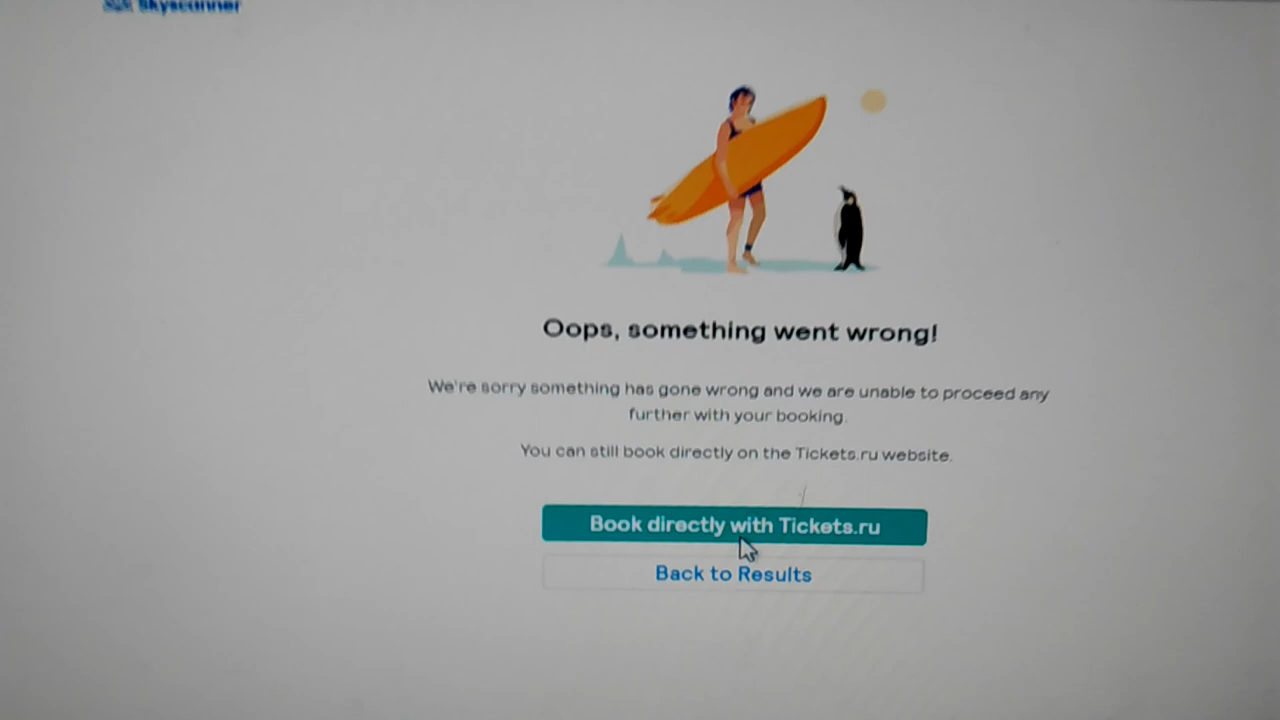 skyscanner
Oops, something went wrong!
We're sorry something has gone wrong and we are unable to proceed any
further with your booking.
You can still book directly on the Tickets.ru website.
Book directly with Tickets.ru
Back to Results